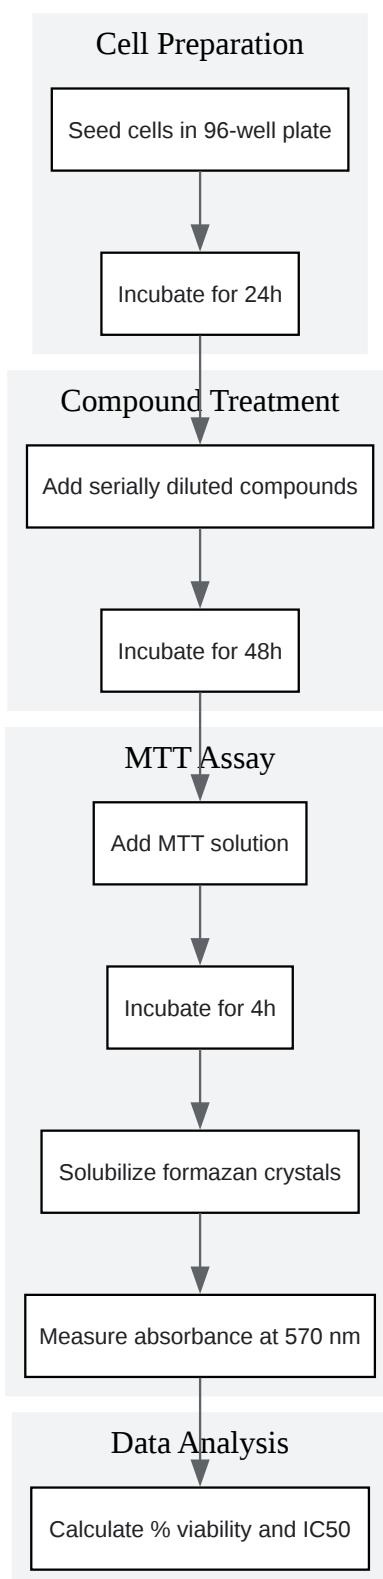 Cell Preparation
Seed cells in 96-well plate
Incubate for 24h
Compound Treatment
Add serially diluted compounds
Incubate for 48h
MTT Assay
Add MTT solution
Incubate for 4h
Solubilize formazan crystals
Measure absorbance at 570 nm
Data Analysis
Calculate % viability and IC50